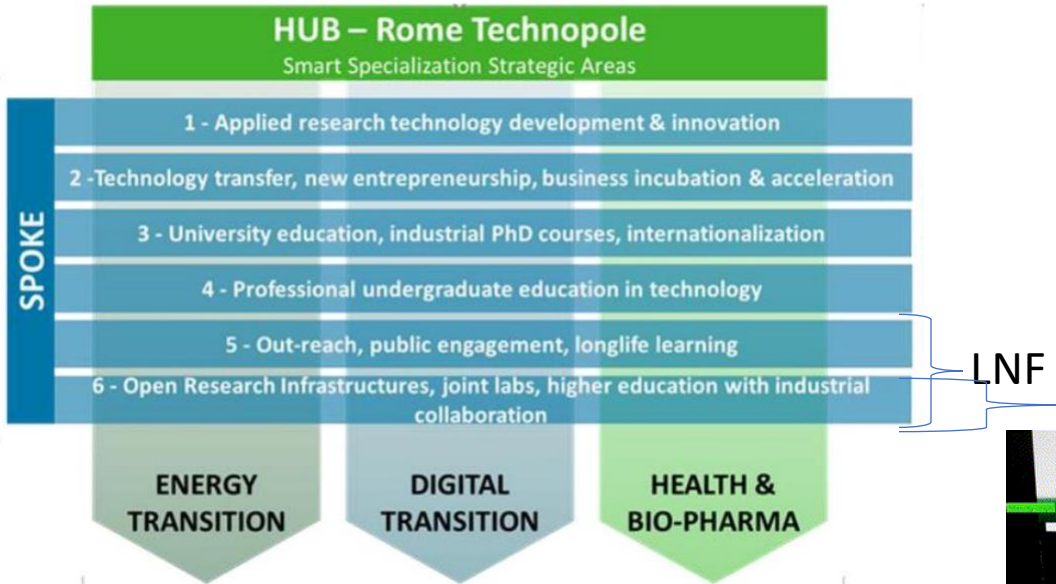 HUB – Rome Technopole
Smart Specialization Strategic Areas
SPOKE
1 - Applied research technology development & innovation
2 -Technology transfer, new entrepreneurship, business incubation & acceleration
3 - University education, industrial PhD courses, internationalization
4 - Professional undergraduate education in technology
5 - Out-reach, public engagement, longlife learning
6 - Open Research Infrastructures, joint labs, higher education with industrial
collaboration
LNF
ENERGY
TRANSITION
DIGITAL
TRANSITION
HEALTH &
BIO-PHARMA